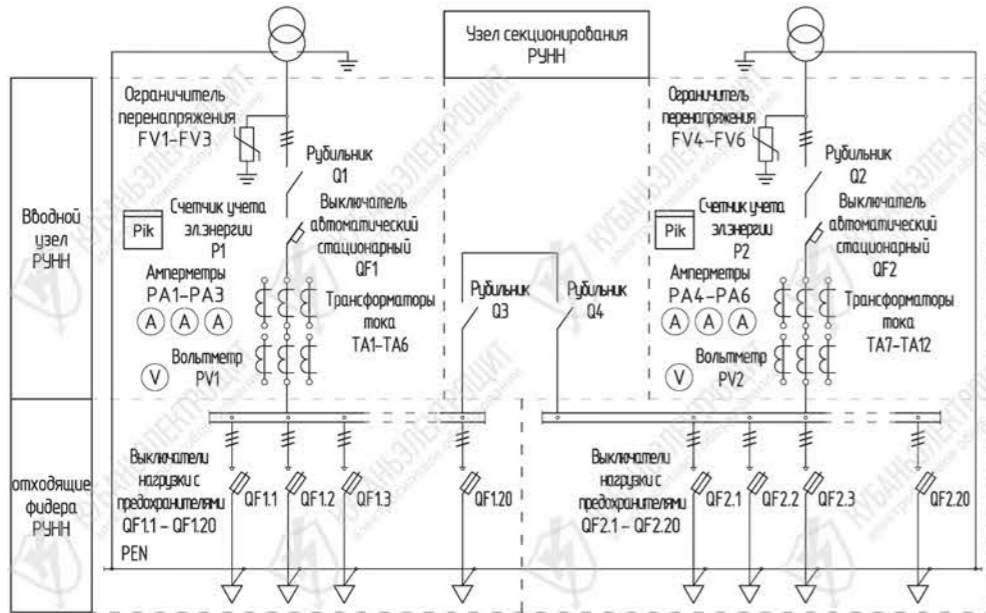 Узел секционирования
РУНН
Ограничитель
перенапряжения
FV1-FV3
Рубильник
Q1
Вводной
узел
РУНН
Pik
Счетчик учета
эл.энергии
P1
Выключатель
автоматический
стационарный
QF1
Амперметры
PA1-PA3
A A A
Трансформаторы
тока
TA1-TA6
Вольтметр
PV1
V
Рубильник
Q3
Рубильник
Q4
Ограничитель
перенапряжения
FV4-FV6
Рубильник
Q2
Pik
Счетчик учета
эл.энергии
P2
Выключатель
автоматический
стационарный
QF2
Амперметры
PA4-PA6
A A A
Трансформаторы
тока
TA7-TA12
Вольтметр
PV2
V
отходящие
фидера
РУНН
Выключатели
нагрузки с
предохранителями
QF1.1 - QF1.20
QF1.1 QF1.2 QF1.3 QF1.20
PEN
Выключатели
нагрузки с
предохранителями
QF2.1 - QF2.20
QF2.1 QF2.2 QF2.3 QF2.20
КУБАНЬЭЛЕКТРОЩИТ